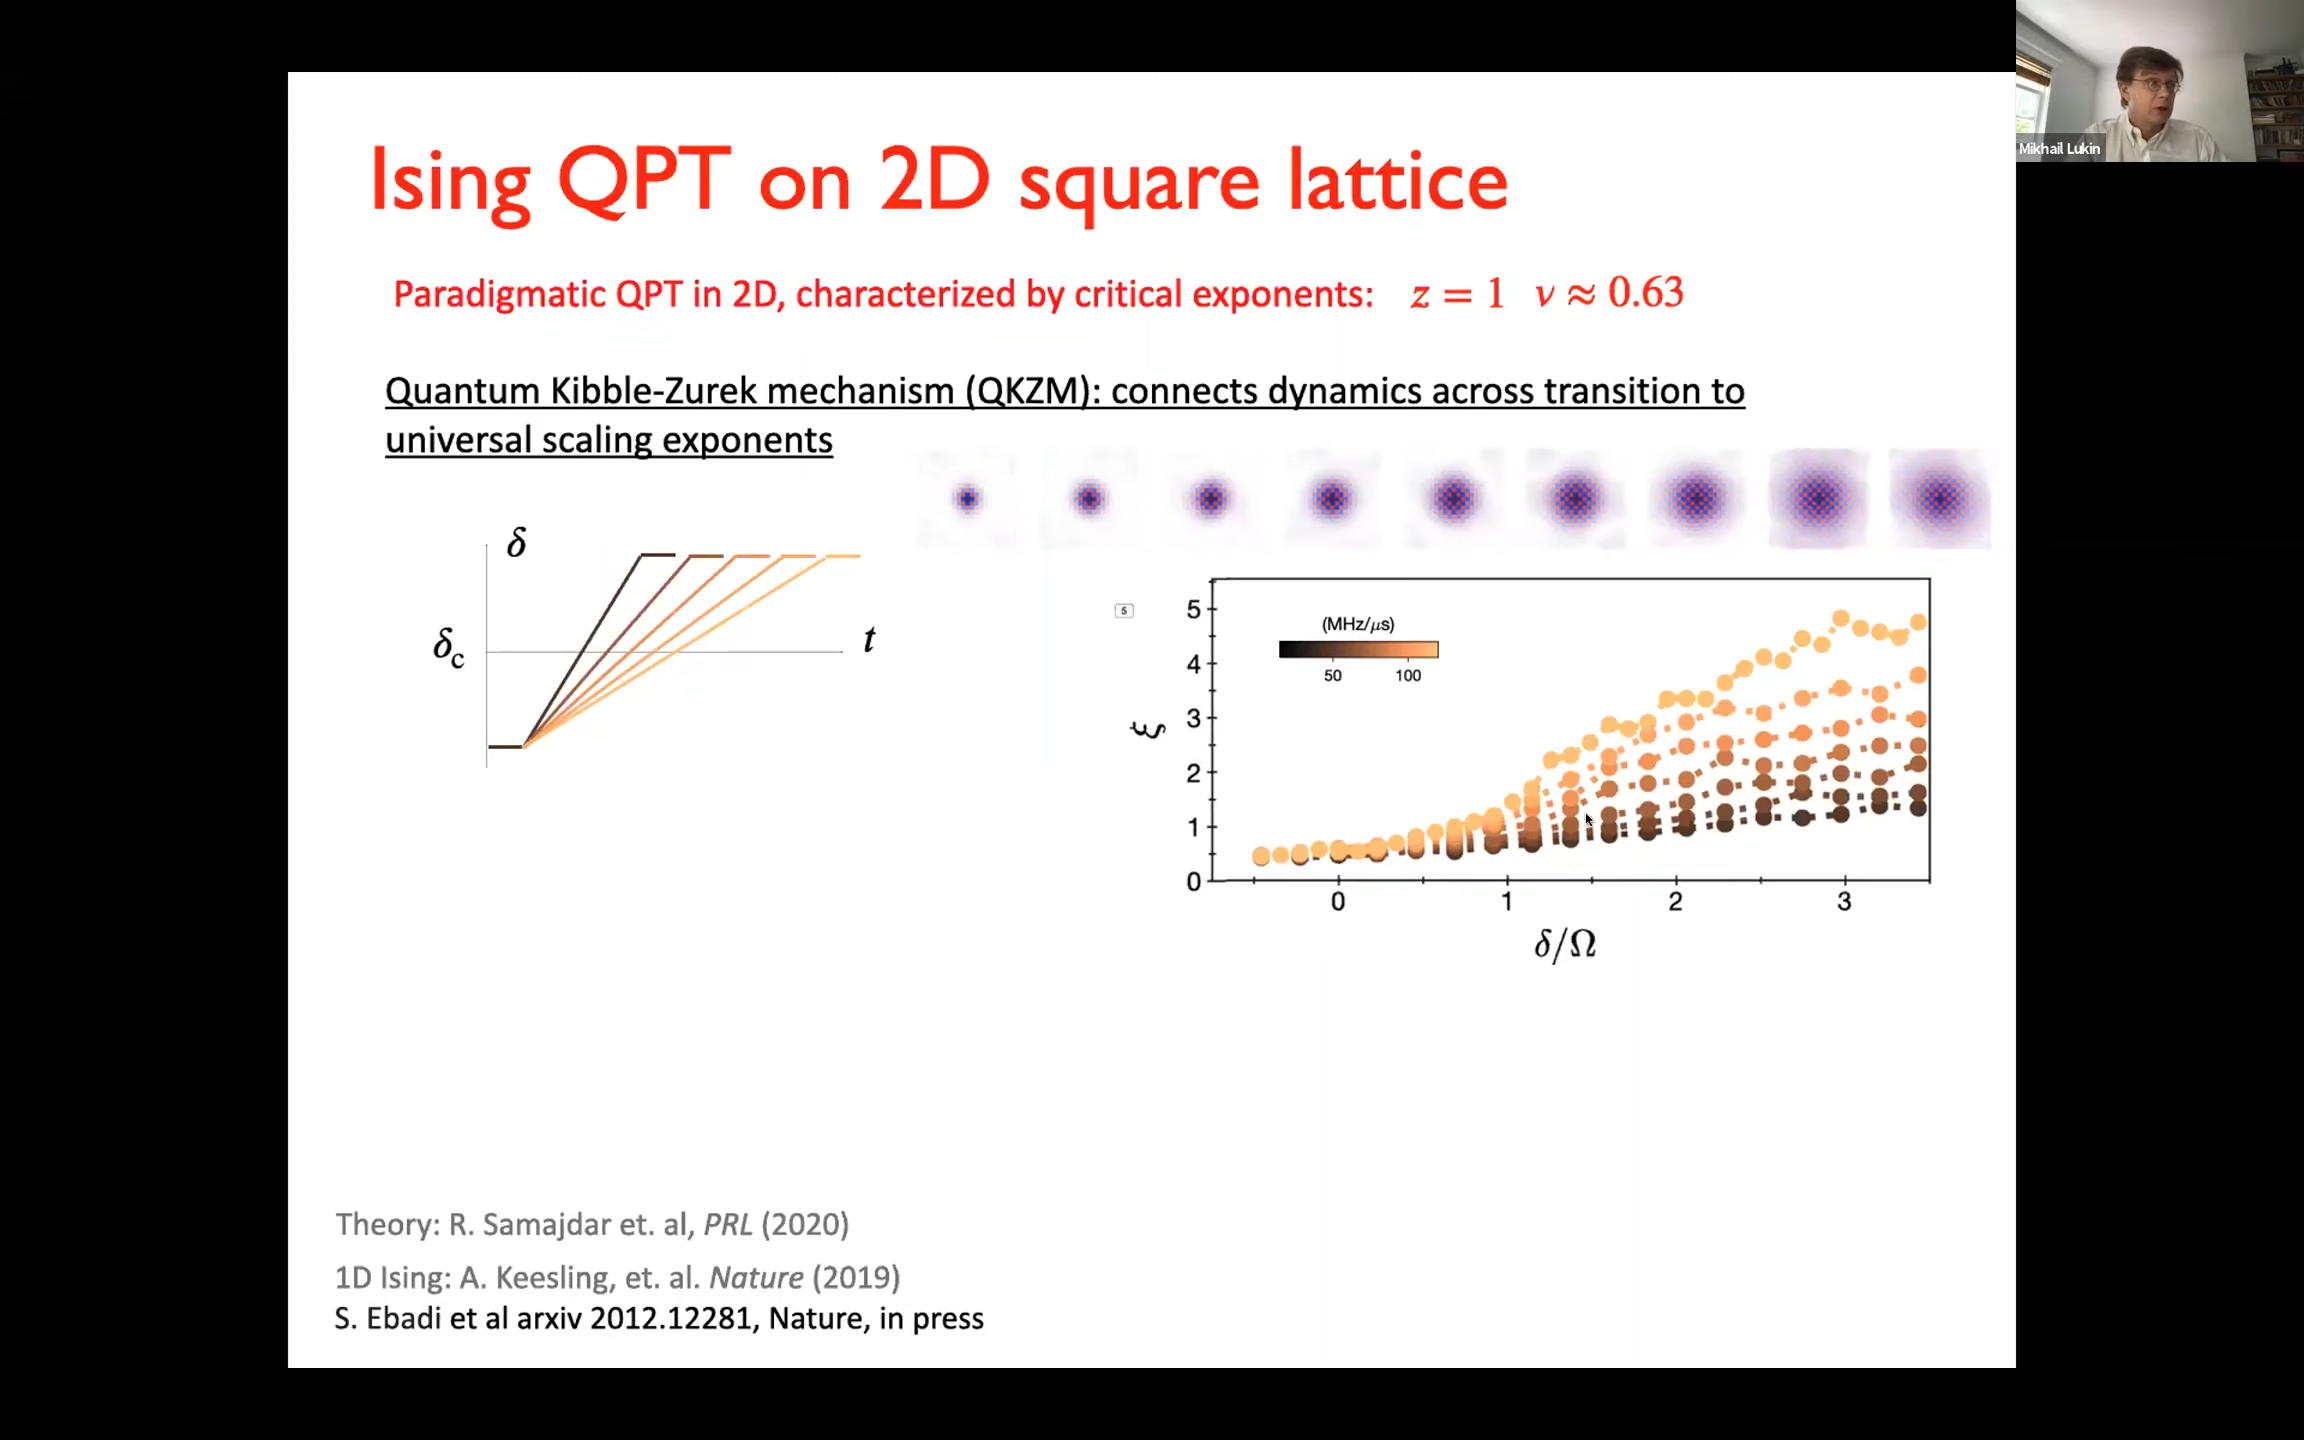 Mikhail Lukin
Ising QPT on 2D square lattice
Paradigmatic QPT in 2D, characterized by critical exponents: z = 1 ν ≈ 0.63
Quantum Kibble-Zurek mechanism (QKZM): connects dynamics across transition to
universal scaling exponents
δ
δc
t
5
(MHz/μs)
50 100
ξ
5
4
3
2
1
0
0 1 2 3
δ/Ω
Theory: R. Samajdar et. al, PRL (2020)
1D Ising: A. Keesling, et. al. Nature (2019)
S. Ebadi et al arxiv 2012.12281, Nature, in press